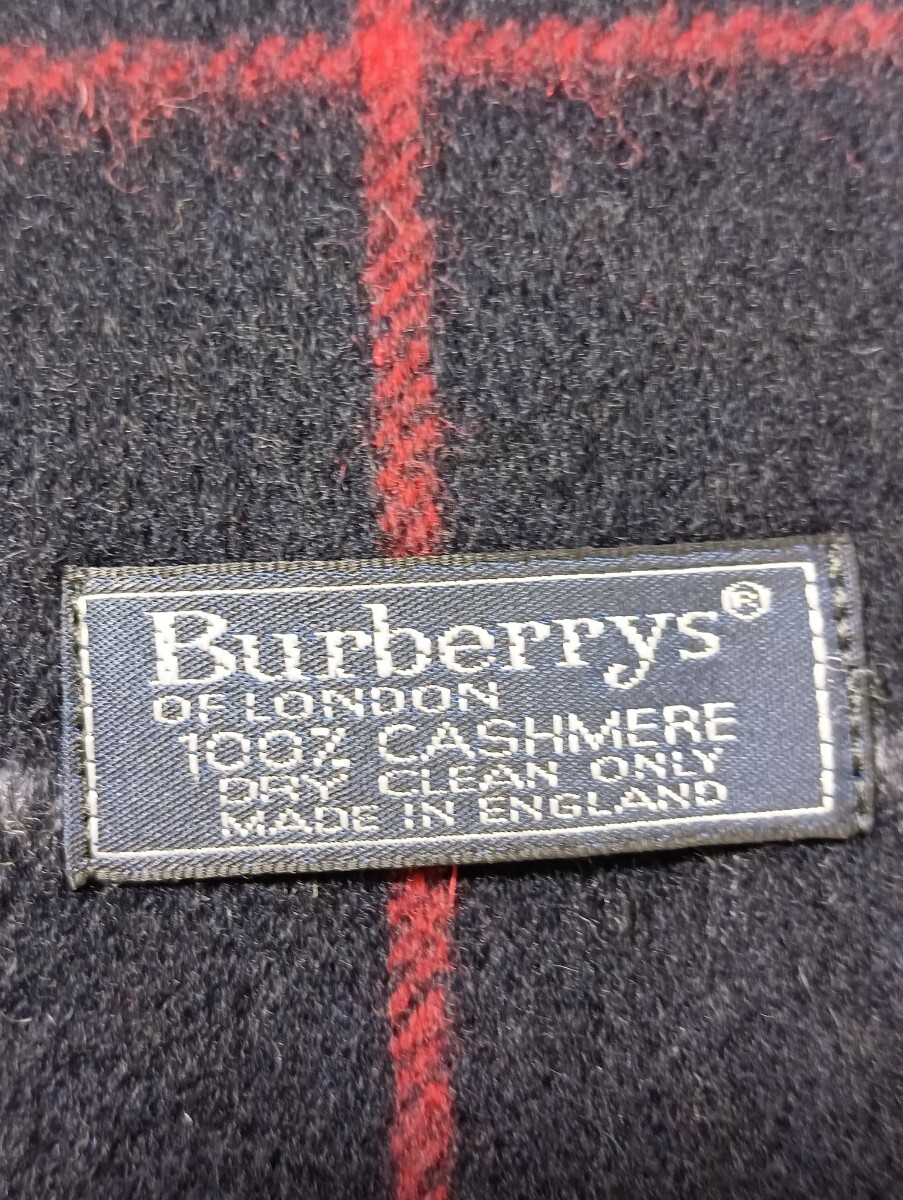 Burberrys®
OF LONDON
100% CASHMERE
DRY CLEAN ONLY
MADE IN ENGLAND